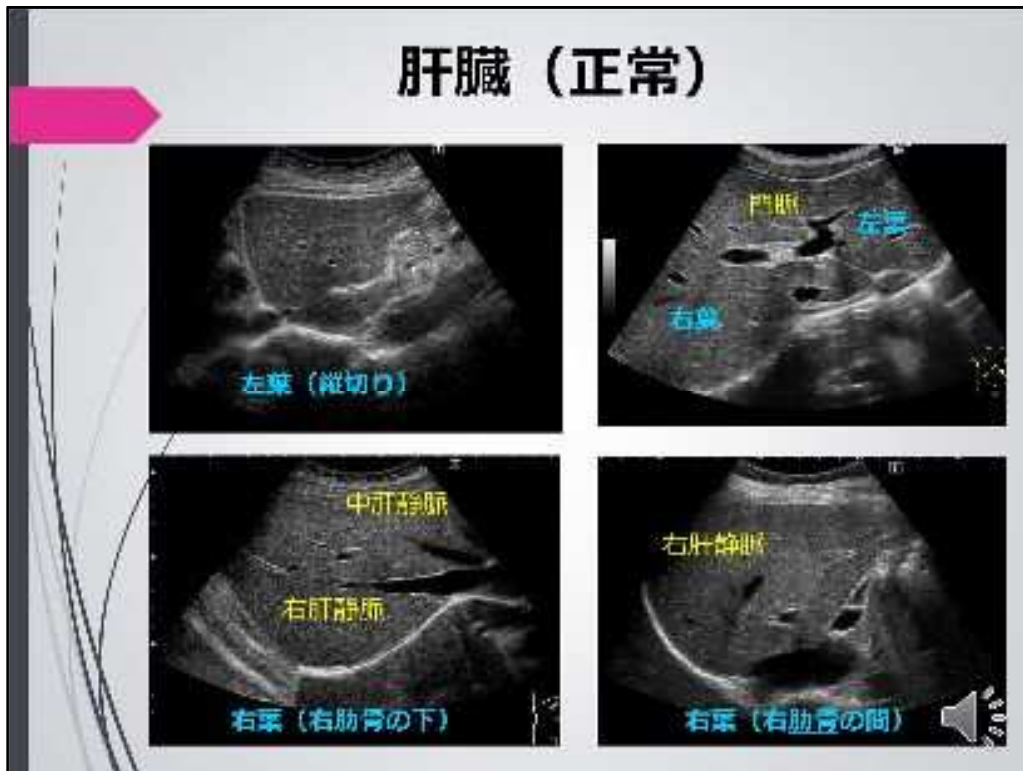 肝臓（正常）
左葉（縦切り）
門脈
左葉
右葉
中肝静脈
右肝静脈
右葉（右肋骨の下）
右肝静脈
右葉（右肋骨の間）